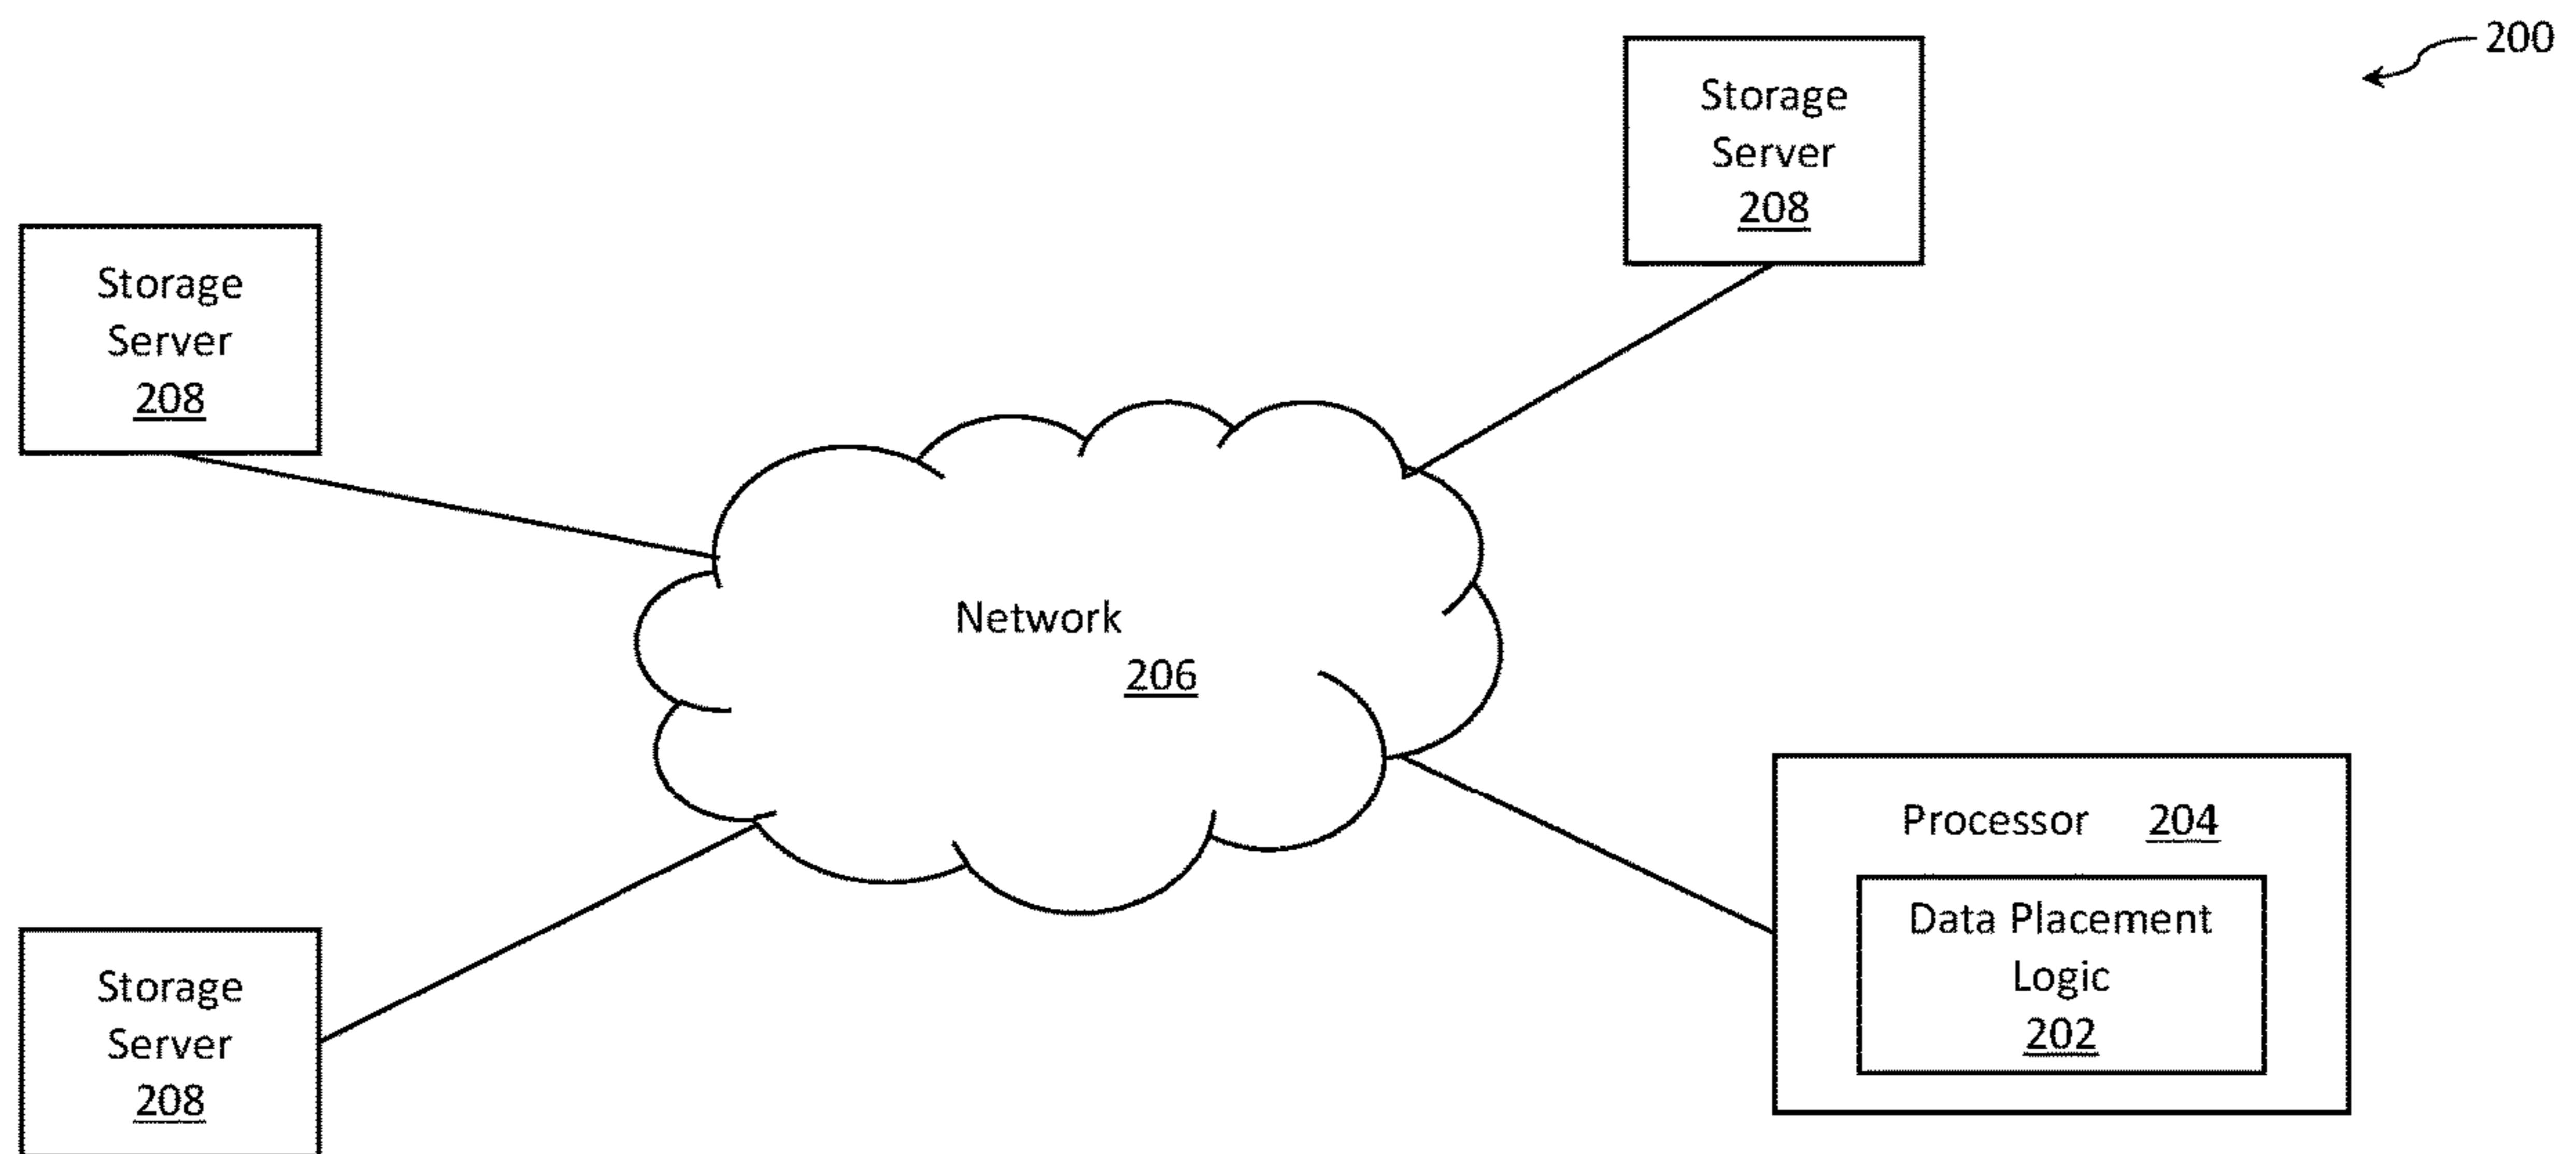 200
Storage
Server
208
Storage
Server
208
Network
206
Processor 204
Data Placement
Logic
202
Storage
Server
208